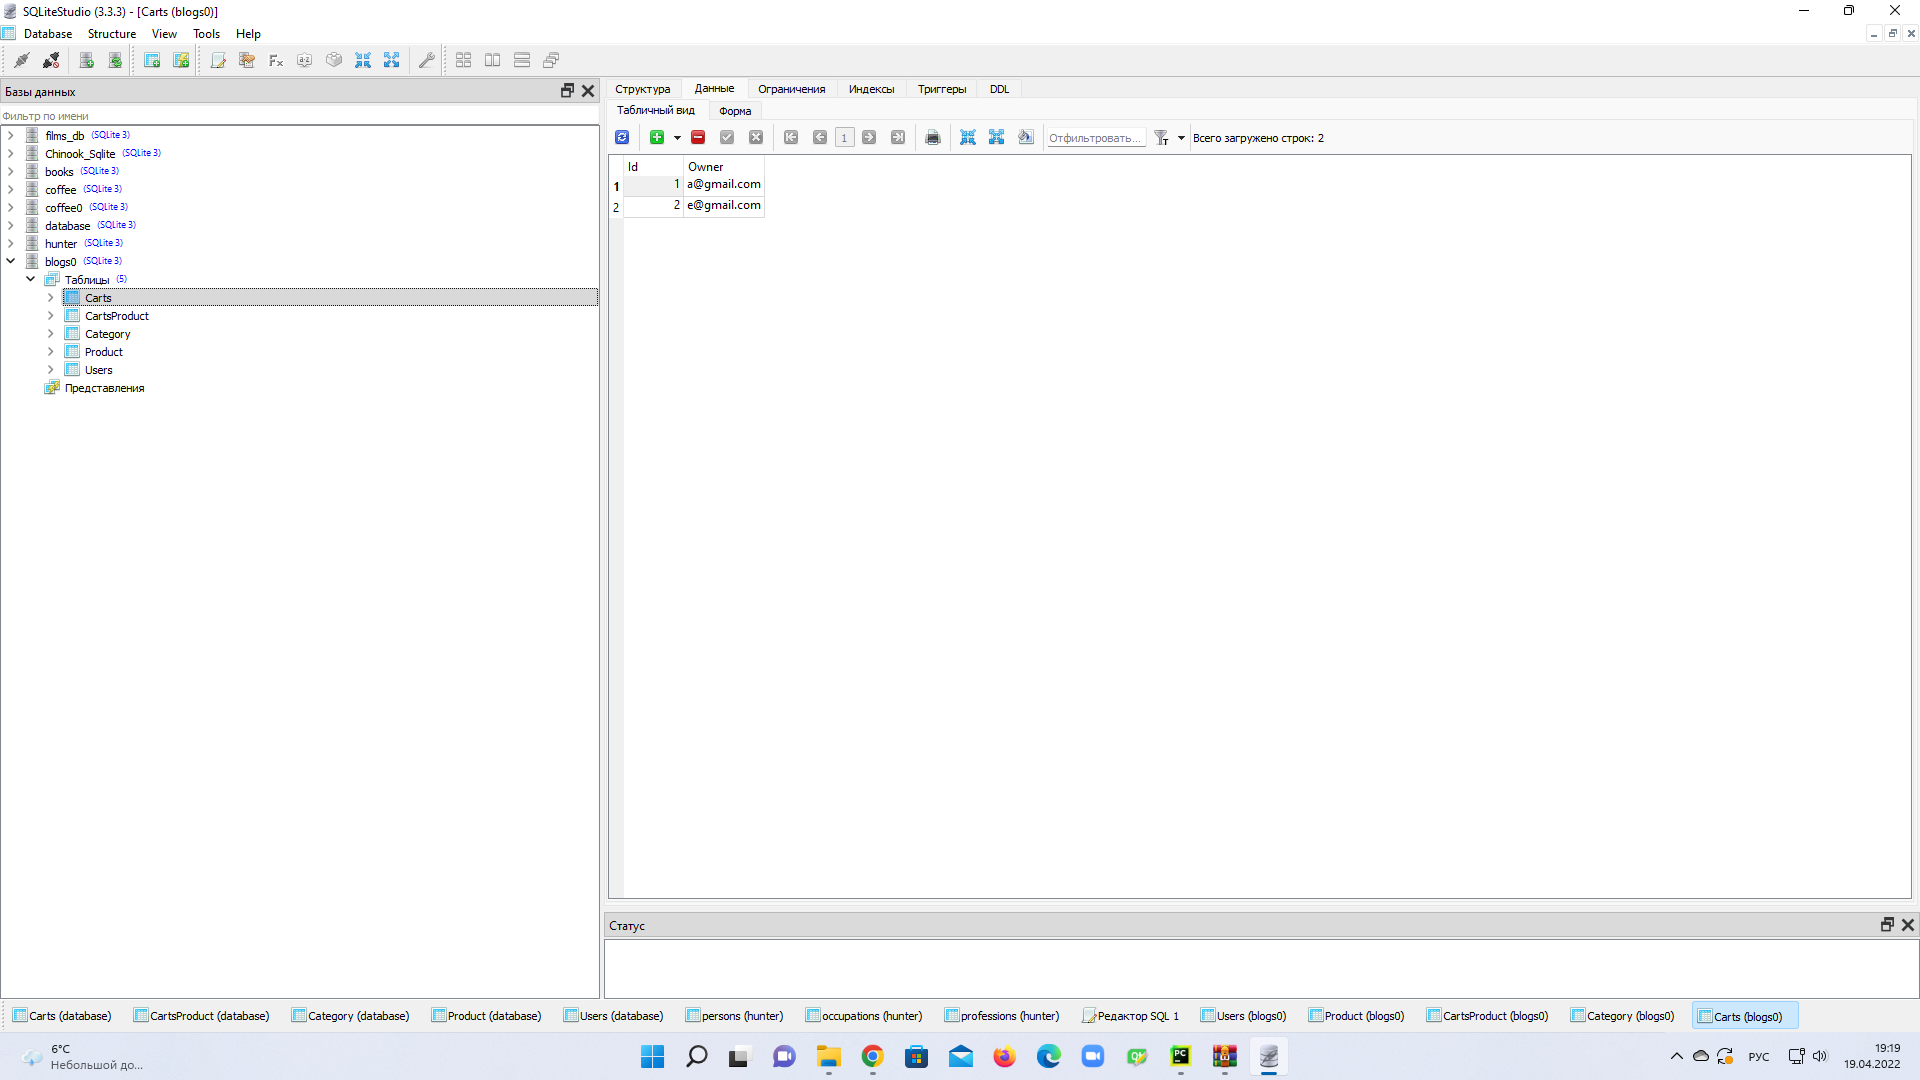 SQLiteStudio (3.3.3) - [Carts (blogs0)]
Database Structure View Tools Help
Базы данных
Фильтр по имени
films_db (SQLite 3)
Chinook_Sqlite (SQLite 3)
books (SQLite 3)
coffee (SQLite 3)
coffee0 (SQLite 3)
database (SQLite 3)
hunter (SQLite 3)
blogs0 (SQLite 3)
Таблицы (5)
Carts
CartsProduct
Category
Product
Users
Представления
Структура Данные Ограничения Индексы Триггеры DDL
Табличный вид Форма
1 Отфильтровать... Всего загружено строк: 2
Id Owner
1 1 a@gmail.com
2 2 e@gmail.com
Статус
Carts (database) CartsProduct (database) Category (database) Product (database) Users (database) persons (hunter) occupations (hunter) professions (hunter) Редактор SQL 1 Users (blogs0) Product (blogs0) CartsProduct (blogs0) Category (blogs0) Carts (blogs0)
6°C
Небольшой до...
РУС
19:19
19.04.2022